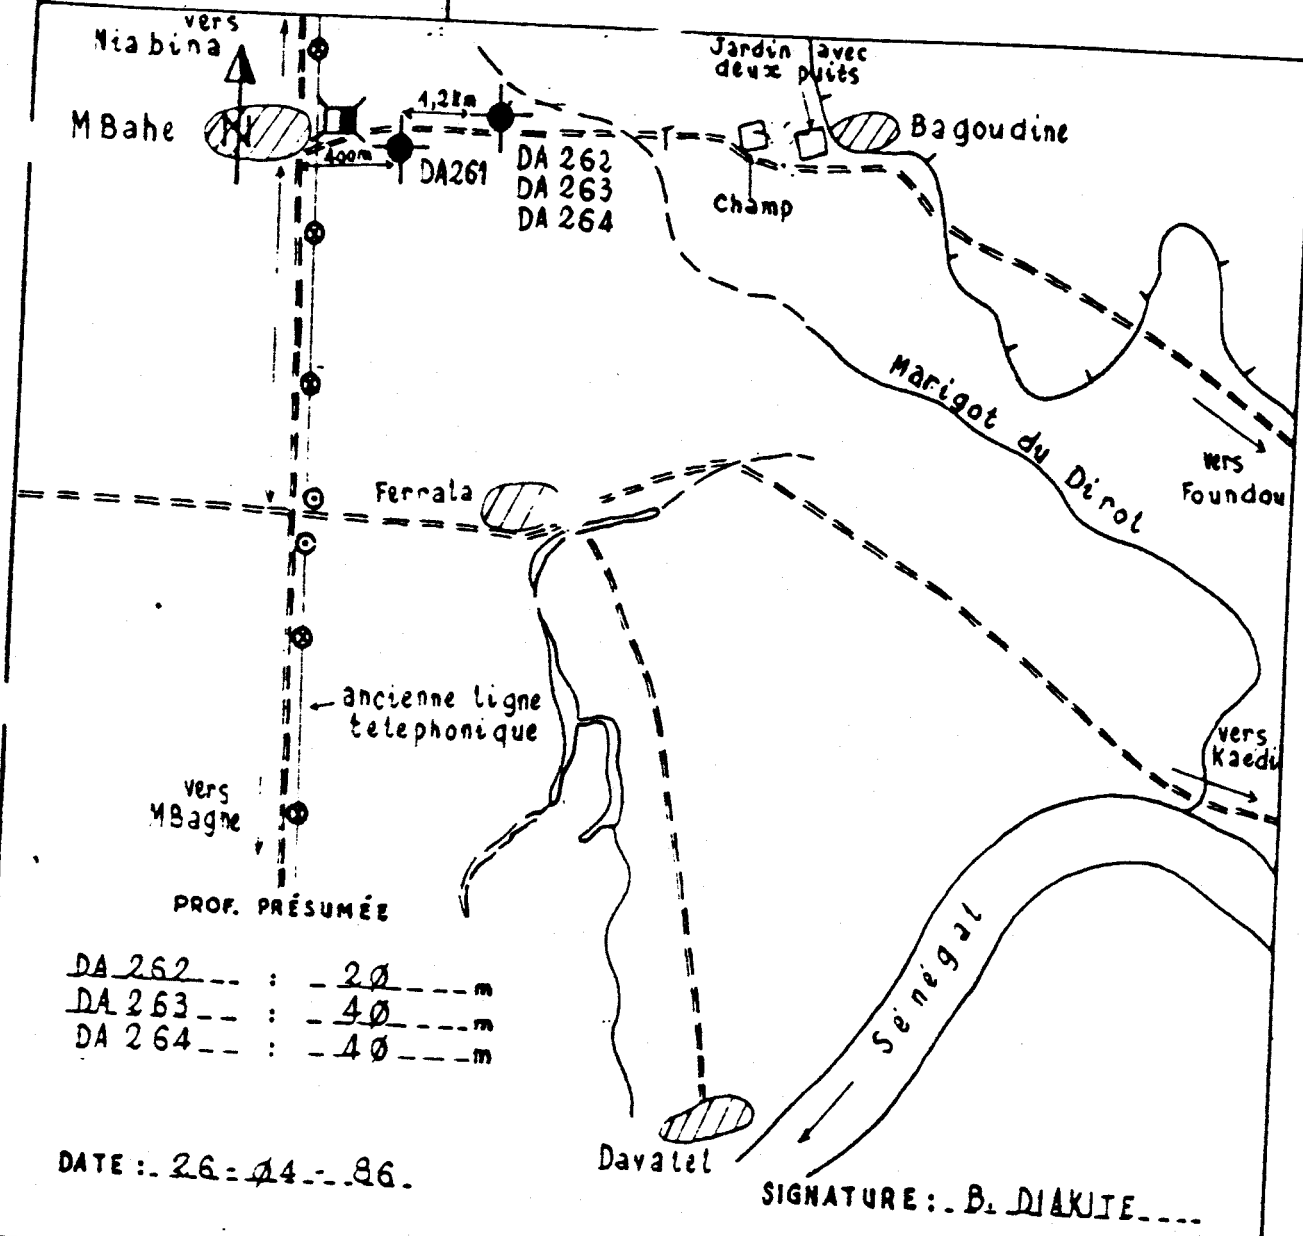 vers
Niabina
N
MBahe
1,2km
400m
DA261
DA 262
DA 263
DA 264
Jardin avec
deux puits
Bagoudine
Champ
Marigot du Dirol
vers
Foundou
Ferrala
ancienne ligne
telephonique
vers
MBagne
vers
Kaedi
Sénégal
Davalel
PROF. PRÉSUMÉE
DA 262 : 20 m
DA 263 : 40 m
DA 264 : 40 m
DATE : 26-04-86.
SIGNATURE : B. DIAKITE